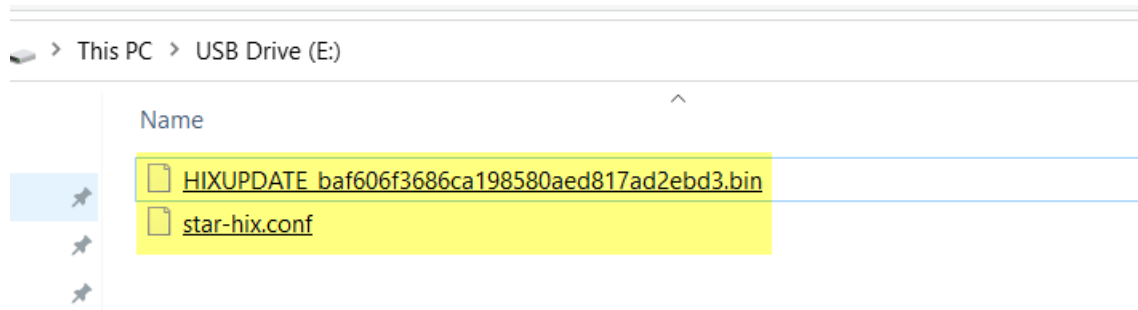 > This PC > USB Drive (E:)
Name
HIXUPDATE_baf606f3686ca198580aed817ad2ebd3.bin
star-hix.conf